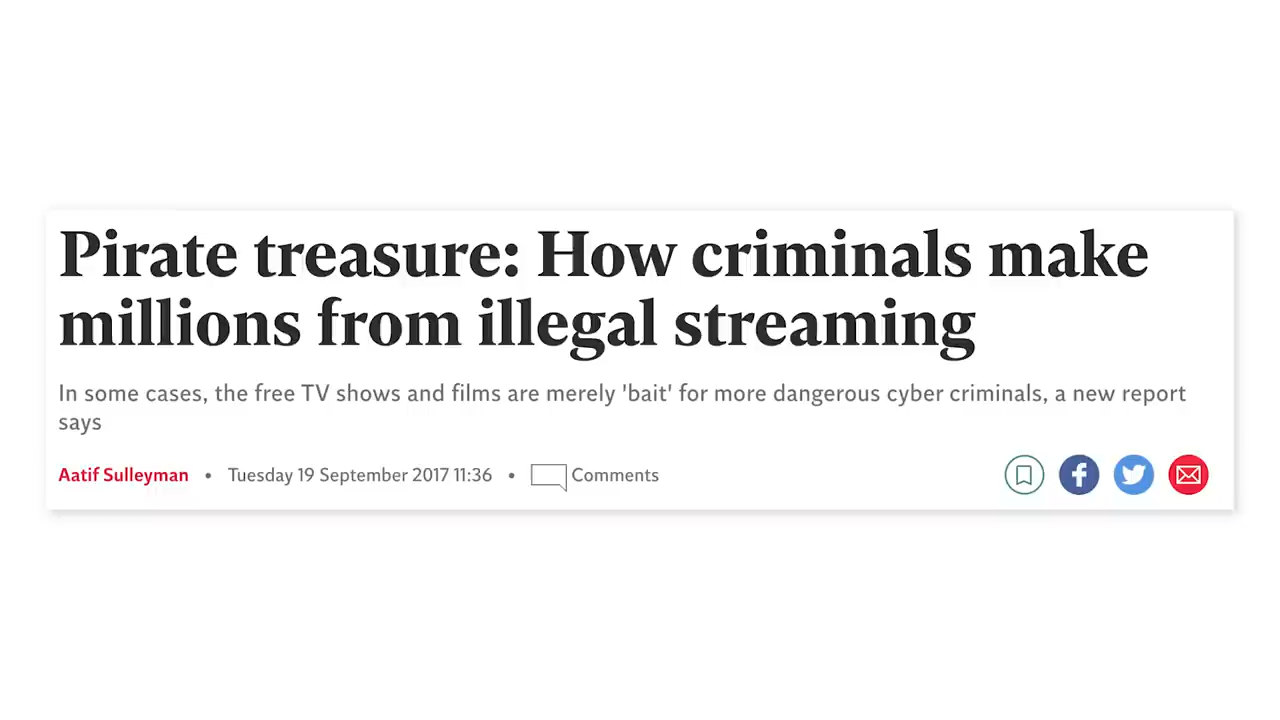 Pirate treasure: How criminals make
millions from illegal streaming
In some cases, the free TV shows and films are merely 'bait' for more dangerous cyber criminals, a new report
says
Aatif Sulleyman • Tuesday 19 September 2017 11:36 • Comments